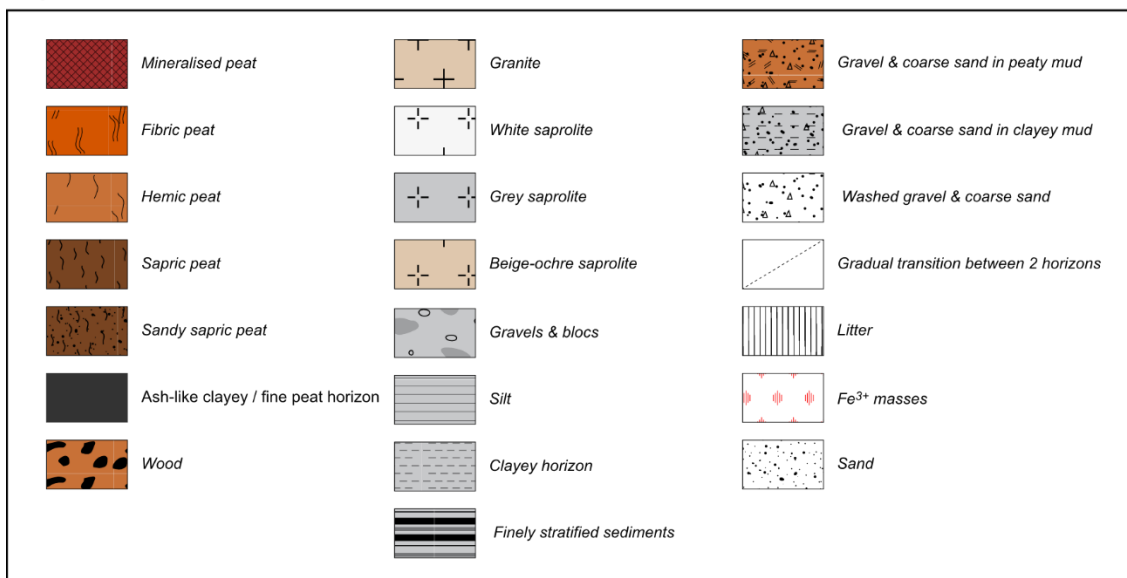 Mineralised peat
Fibric peat
Hemic peat
Sapric peat
Sandy sapric peat
Ash-like clayey / fine peat horizon
Wood
Granite
White saprolite
Grey saprolite
Beige-ochre saprolite
Gravels & blocs
Silt
Clayey horizon
Finely stratified sediments
Gravel & coarse sand in peaty mud
Gravel & coarse sand in clayey mud
Washed gravel & coarse sand
Gradual transition between 2 horizons
Litter
Fe³⁺ masses
Sand